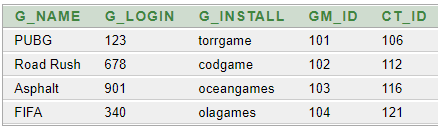 G_NAME G_LOGIN G_INSTALL GM_ID CT_ID
PUBG 123 torrgame 101 106
Road Rush 678 codgame 102 112
Asphalt 901 oceangames 103 116
FIFA 340 olagames 104 121